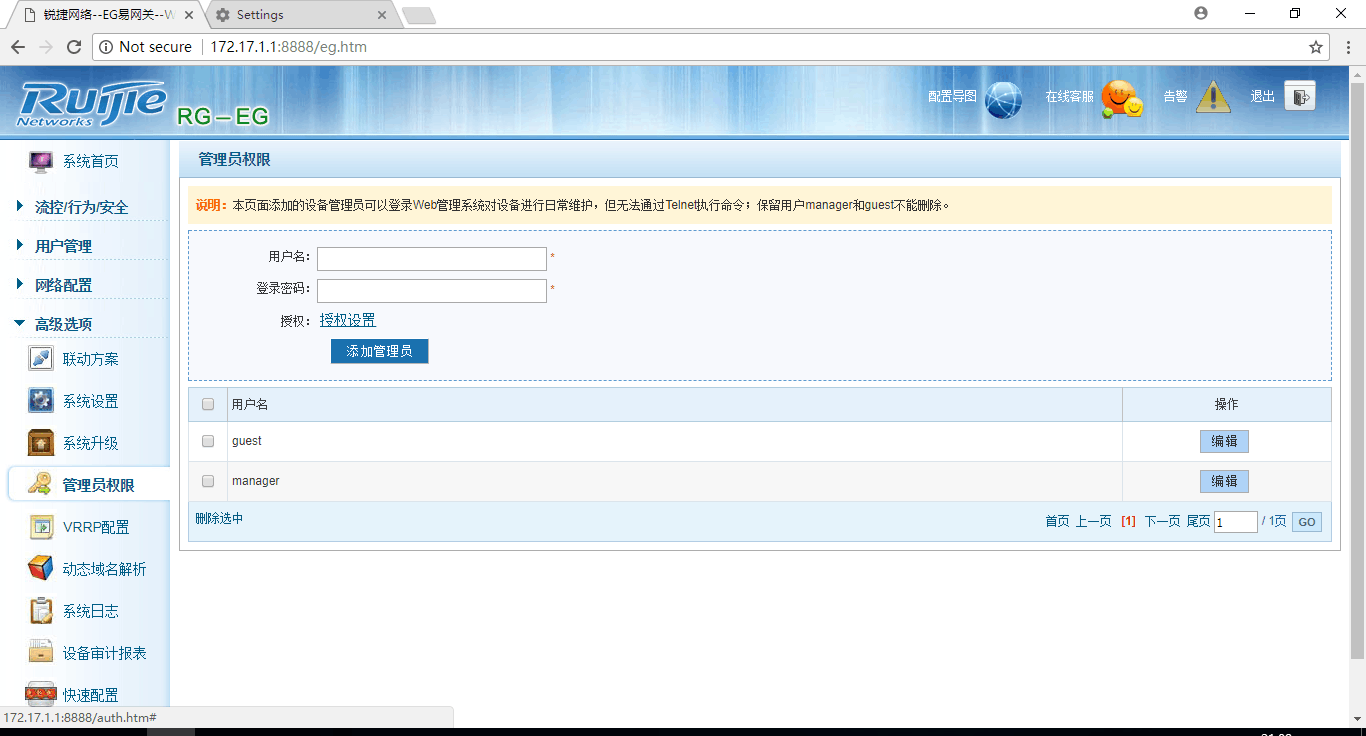 锐捷网络--EG易网关--W
Settings
Not secure
172.17.1.1:8888/eg.htm
Ruijie
Networks
RG-EG
配置导图
在线客服
告警
退出
系统首页
流控/行为/安全
用户管理
网络配置
高级选项
联动方案
系统设置
系统升级
管理员权限
VRRP配置
动态域名解析
系统日志
设备审计报表
快速配置
管理员权限
说明：本页面添加的设备管理员可以登录Web管理系统对设备进行日常维护，但无法通过Telnet执行命令；保留用户manager和guest不能删除。
用户名： *
登录密码： *
授权： 授权设置
添加管理员
用户名 操作
guest 编辑
manager 编辑
删除选中 首页 上一页 [1] 下一页 尾页 1 / 1页 GO
172.17.1.1:8888/auth.htm#